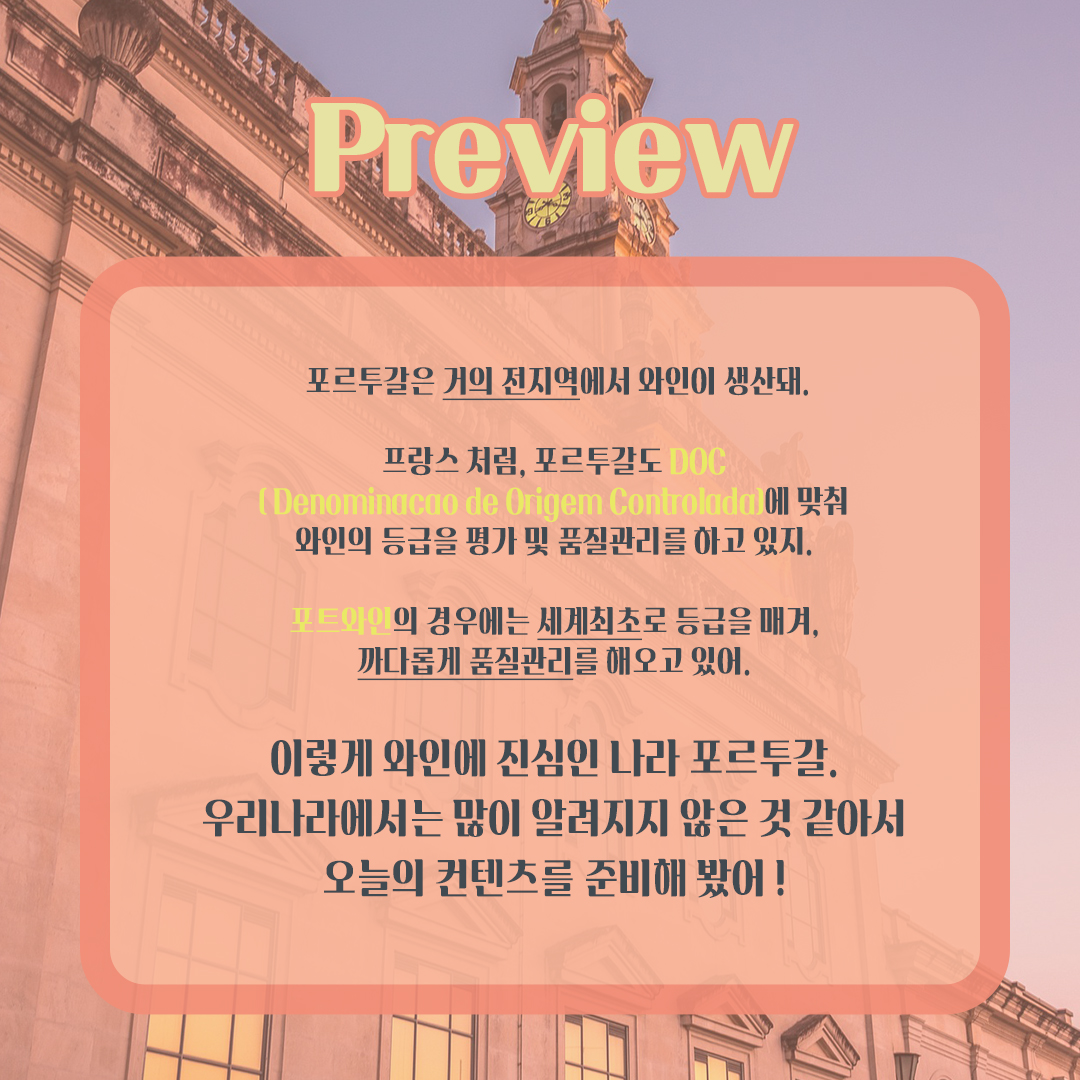 Preview
포르투갈은 거의 전지역에서 와인이 생산돼.
프랑스 처럼, 포르투갈도 DOC
( Denominacao de Origem Controlada)에 맞춰
와인의 등급을 평가 및 품질관리를 하고 있지.
포트와인의 경우에는 세계최초로 등급을 매겨,
까다롭게 품질관리를 해오고 있어.
이렇게 와인에 진심인 나라 포르투갈.
우리나라에서는 많이 알려지지 않은 것 같아서
오늘의 컨텐츠를 준비해 봤어 !